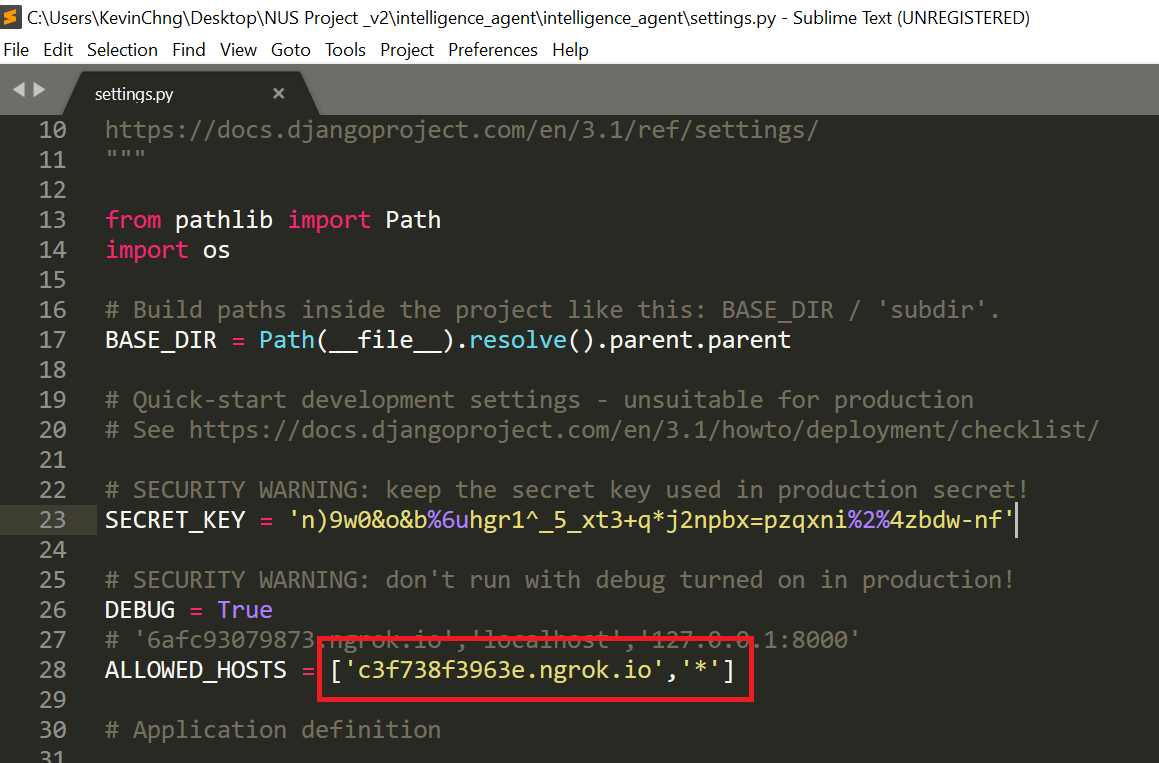 C:\Users\KevinChng\Desktop\NUS Project _v2\intelligence_agent\intelligence_agent\settings.py - Sublime Text (UNREGISTERED)
File Edit Selection Find View Goto Tools Project Preferences Help
settings.py
10 https://docs.djangoproject.com/en/3.1/ref/settings/
11 """
12
13 from pathlib import Path
14 import os
15
16 # Build paths inside the project like this: BASE_DIR / 'subdir'.
17 BASE_DIR = Path(__file__).resolve().parent.parent
18
19 # Quick-start development settings - unsuitable for production
20 # See https://docs.djangoproject.com/en/3.1/howto/deployment/checklist/
21
22 # SECURITY WARNING: keep the secret key used in production secret!
23 SECRET_KEY = 'n)9w0&o&b%6uhgr1^_5_xt3+q*j2npbx=pzqxni%2%4zbdw-nf'
24
25 # SECURITY WARNING: don't run with debug turned on in production!
26 DEBUG = True
27 # '6afc93079873.ngrok.io','localhost','127.0.0.1:8000'
28 ALLOWED_HOSTS = ['c3f738f3963e.ngrok.io','*']
29
30 # Application definition
31